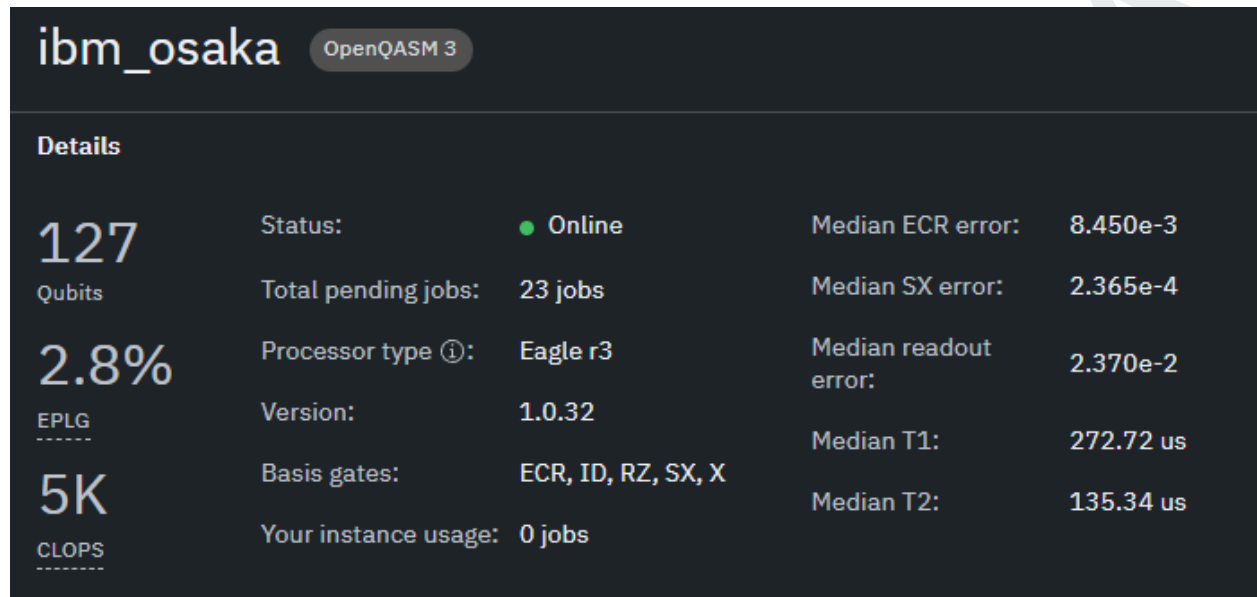 ibm_osaka OpenQASM 3
Details
127
Qubits
2.8%
EPLG
5K
CLOPS
Status: Online
Total pending jobs: 23 jobs
Processor type ⓘ: Eagle r3
Version: 1.0.32
Basis gates: ECR, ID, RZ, SX, X
Your instance usage: 0 jobs
Median ECR error: 8.450e-3
Median SX error: 2.365e-4
Median readout
error: 2.370e-2
Median T1: 272.72 us
Median T2: 135.34 us